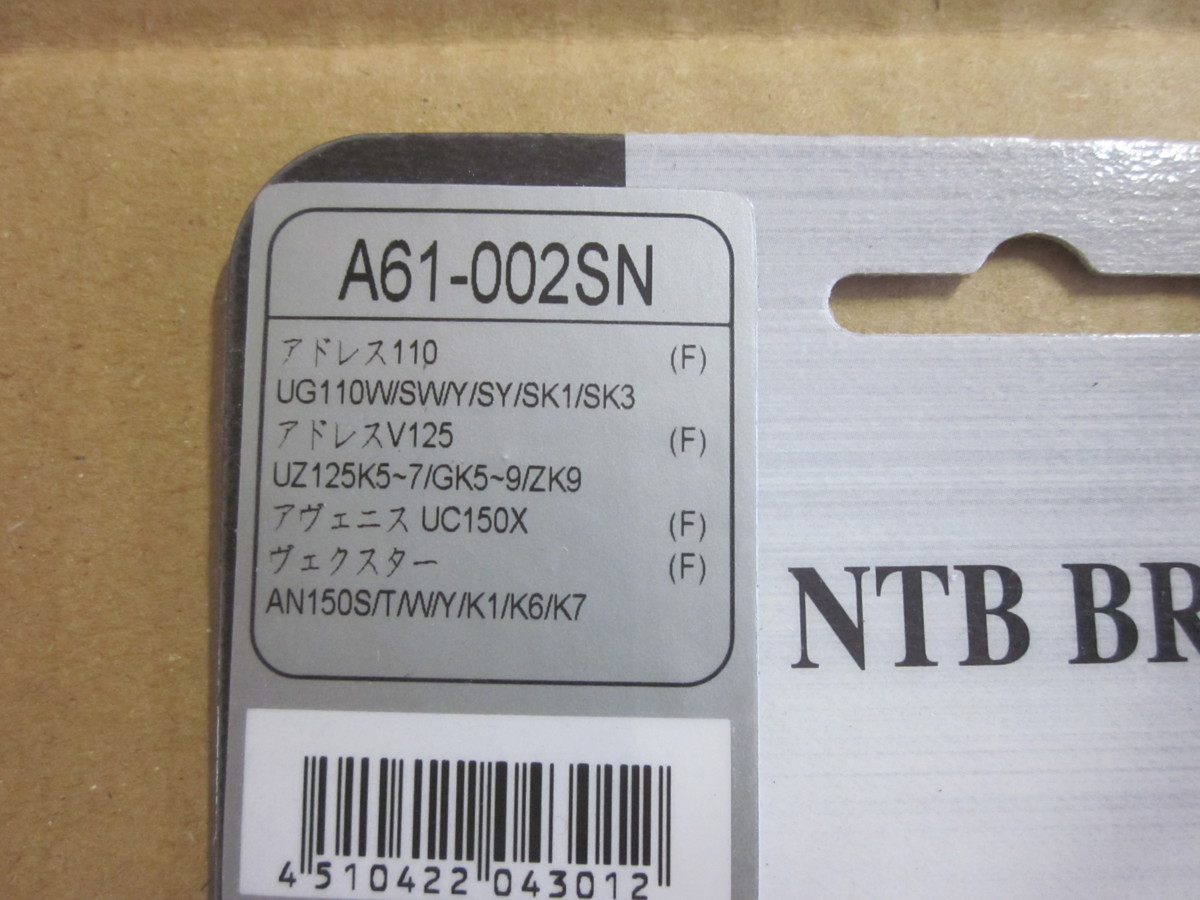 A61-002SN
アドレス110 (F)
UG110W/SW/Y/SY/SK1/SK3
アドレスV125 (F)
UZ125K5~7/GK5~9/ZK9
アヴェニス UC150X (F)
ヴェクスター (F)
AN150S/T/W/Y/K1/K6/K7
NTB BR
4 510422 043012